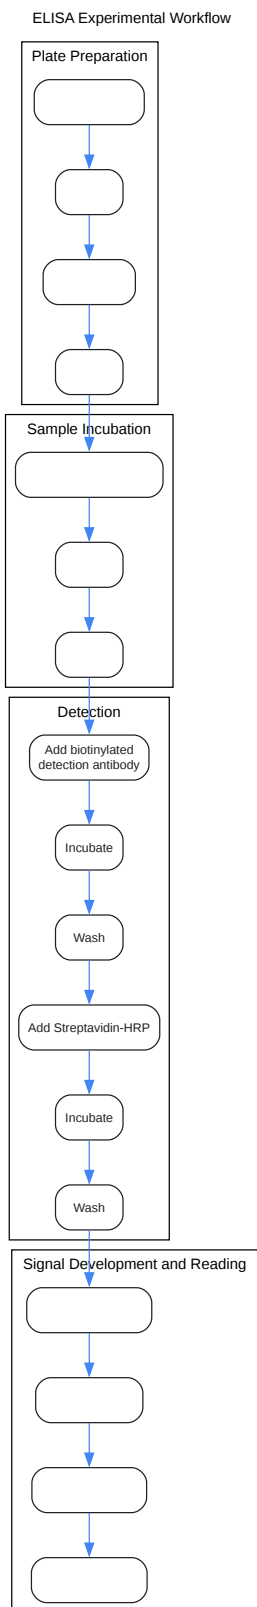 ELISA Experimental Workflow
Plate Preparation
Sample Incubation
Detection
Add biotinylated
detection antibody
Incubate
Wash
Add Streptavidin-HRP
Incubate
Wash
Signal Development and Reading